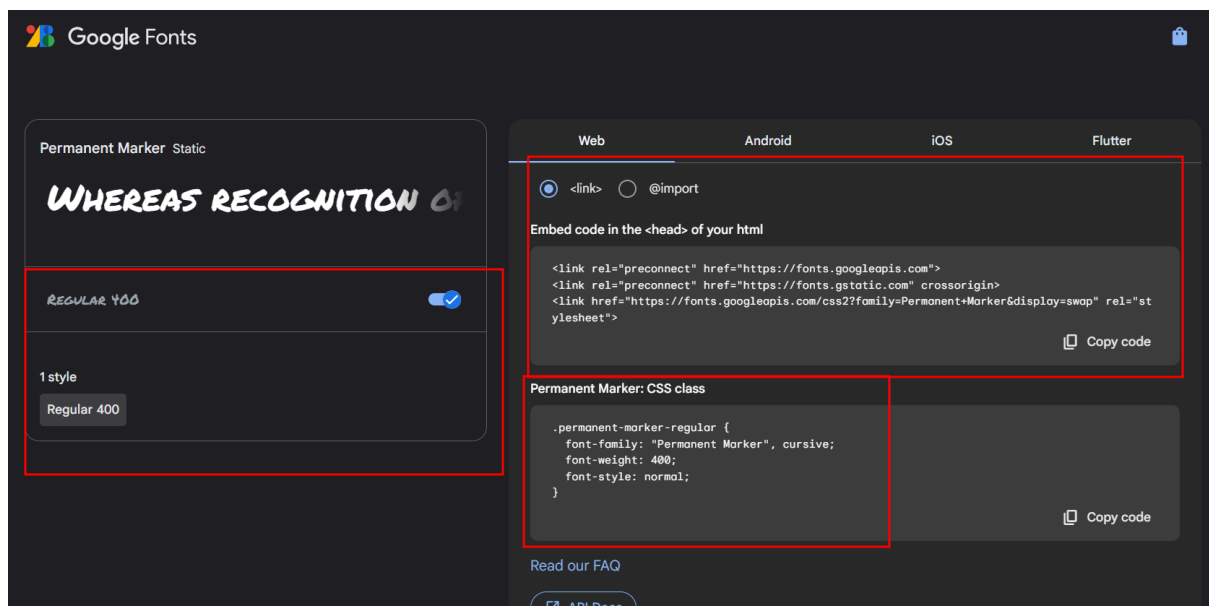 Google Fonts
Permanent Marker Static
WHEREAS RECOGNITION
REGULAR 400
1 style
Regular 400
Web Android iOS Flutter
<link> @import
Embed code in the <head> of your html
<link rel="preconnect" href="https://fonts.googleapis.com">
<link rel="preconnect" href="https://fonts.gstatic.com" crossorigin>
<link href="https://fonts.googleapis.com/css2?family=Permanent+Marker&display=swap" rel="st
ylesheet">
Copy code
Permanent Marker: CSS class
.permanent-marker-regular {
font-family: "Permanent Marker", cursive;
font-weight: 400;
font-style: normal;
}
Copy code
Read our FAQ
API Docs